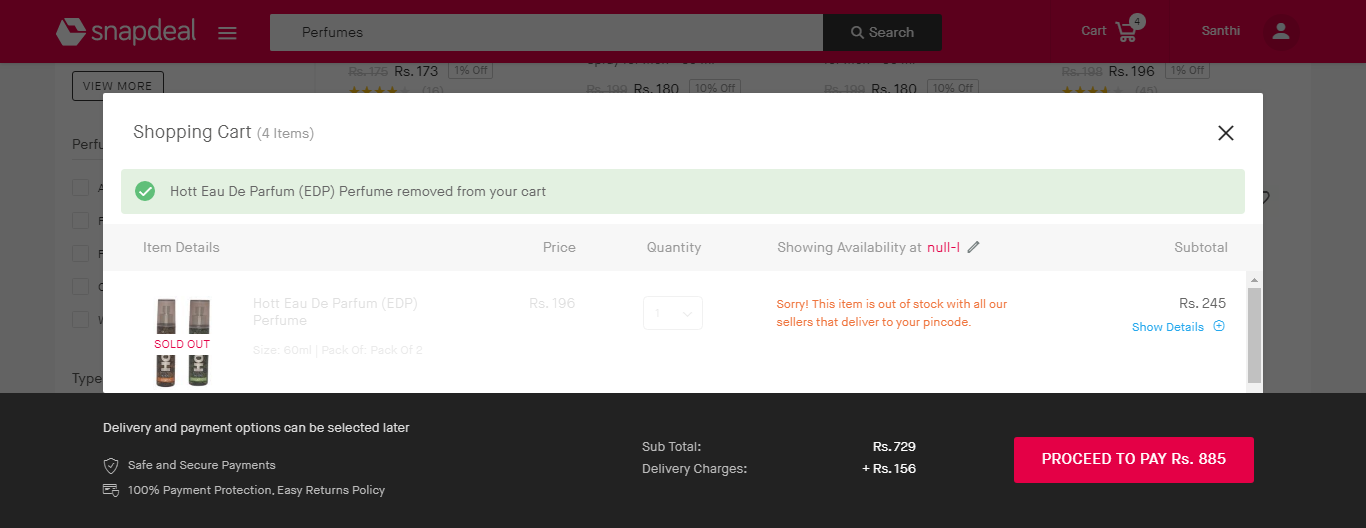 snapdeal
Perfumes
Search
Cart
4
Santhi
Rs. 175 Rs. 173 1% Off
(16)
Rs. 199 Rs. 180 10% Off
Rs. 199 Rs. 180 10% Off
Rs. 198 Rs. 196 1% Off
(45)
VIEW MORE
Shopping Cart (4 Items)
Hott Eau De Parfum (EDP) Perfume removed from your cart
Item Details Price Quantity Showing Availability at null-l Subtotal
SOLD OUT
Hott Eau De Parfum (EDP)
Perfume
Size: 60ml | Pack Of: Pack Of 2
Rs. 196
1
Sorry! This item is out of stock with all our
sellers that deliver to your pincode.
Rs. 245
Show Details
Type
Delivery and payment options can be selected later
Safe and Secure Payments
100% Payment Protection, Easy Returns Policy
Sub Total: Rs. 729
Delivery Charges: + Rs. 156
PROCEED TO PAY Rs. 885